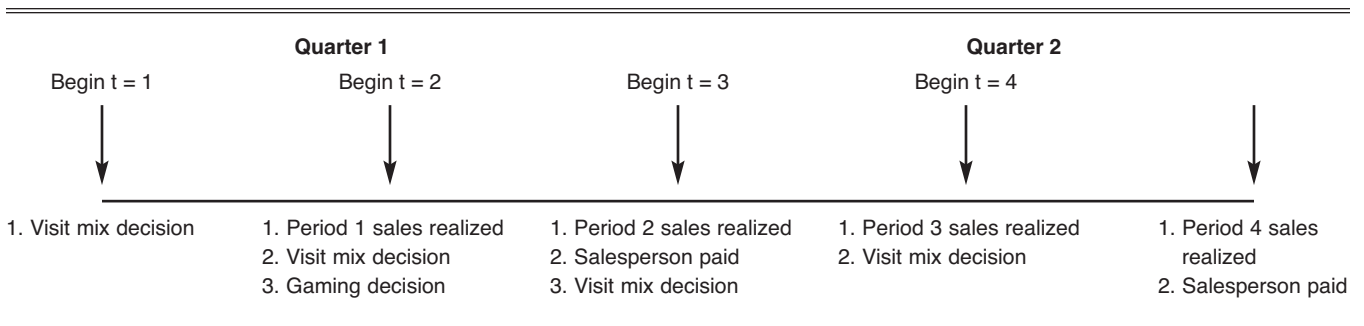 Quarter 1
Quarter 2
Begin t = 1
Begin t = 2
Begin t = 3
Begin t = 4
1. Visit mix decision
1. Period 1 sales realized
2. Visit mix decision
3. Gaming decision
1. Period 2 sales realized
2. Salesperson paid
3. Visit mix decision
1. Period 3 sales realized
2. Visit mix decision
1. Period 4 sales
realized
2. Salesperson paid